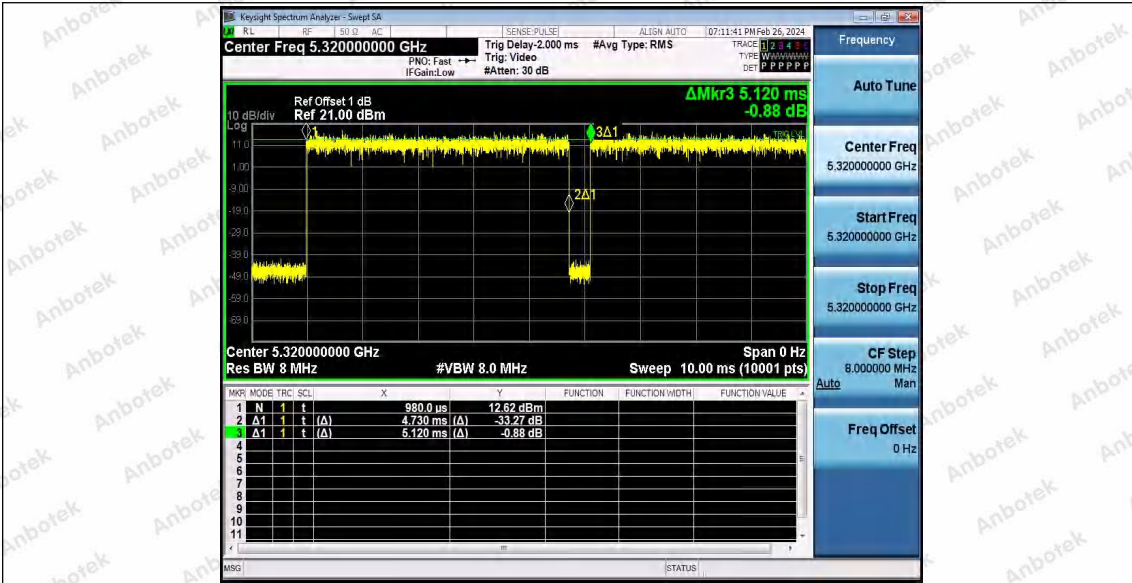 Keysight Spectrum Analyzer - Swept SA
RL RF 50 Ω AC SENSE:PULSE ALIGN AUTO 07:11:41 PM Feb 26, 2024
Center Freq 5.320000000 GHz
PNO: Fast
IFGain:Low
Trig Delay-2.000 ms
Trig: Video
#Atten: 30 dB
#Avg Type: RMS
TRACE 1 2 3 4 5 6
TYPE WWWWWW
DET P P P P P P
ΔMkr3 5.120 ms
-0.88 dB
10 dB/div
Log
Ref Offset 1 dB
Ref 21.00 dBm
1
3Δ1
2Δ1
TRIG LVL
11.0
1.00
-9.00
-19.0
-29.0
-39.0
-49.0
-59.0
-69.0
Center 5.320000000 GHz Span 0 Hz
Res BW 8 MHz #VBW 8.0 MHz Sweep 10.00 ms (10001 pts)
MKR MODE TRC SCL X Y FUNCTION FUNCTION WIDTH FUNCTION VALUE
1 N 1 t 980.0 µs 12.62 dBm
2 Δ1 1 t (Δ) 4.730 ms (Δ) -33.27 dB
3 Δ1 1 t (Δ) 5.120 ms (Δ) -0.88 dB
4
5
6
7
8
9
10
11
MSG STATUS
Frequency
Auto Tune
Center Freq
5.320000000 GHz
Start Freq
5.320000000 GHz
Stop Freq
5.320000000 GHz
CF Step
8.000000 MHz
Auto Man
Freq Offset
0 Hz
Anbotek